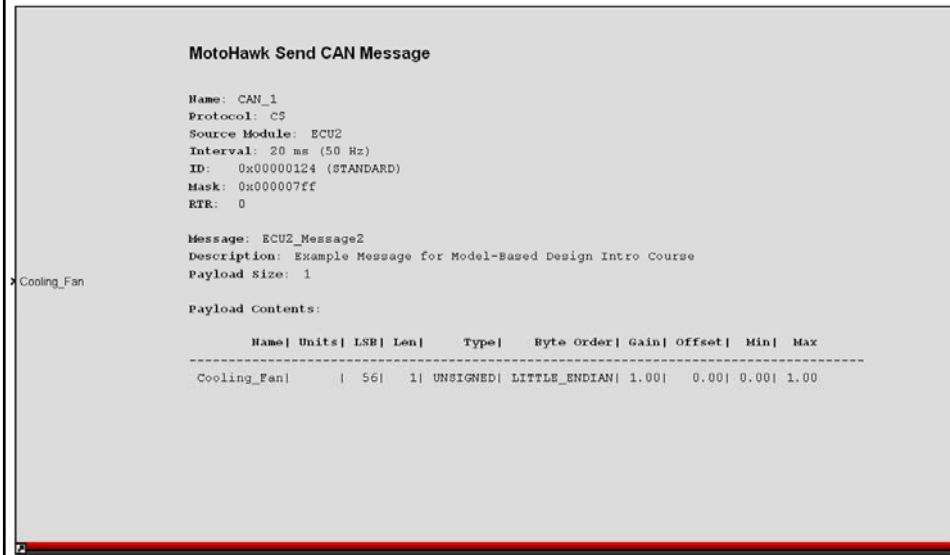 MotoHawk Send CAN Message
Name: CAN_1
Protocol: CS
Source Module: ECU2
Interval: 20 ms (50 Hz)
ID: 0x00000124 (STANDARD)
Mask: 0x000007ff
RTR: 0
Message: ECU2_Message2
Description: Example Message for Model-Based Design Intro Course
Payload Size: 1
Cooling_Fan
Payload Contents:
Name| Units| LSB| Len| Type| Byte Order| Gain| Offset| Min| Max
--------------------------------------------------------------------------------
Cooling_Fan| | 56| 1| UNSIGNED| LITTLE_ENDIAN| 1.00| 0.00| 0.00| 1.00